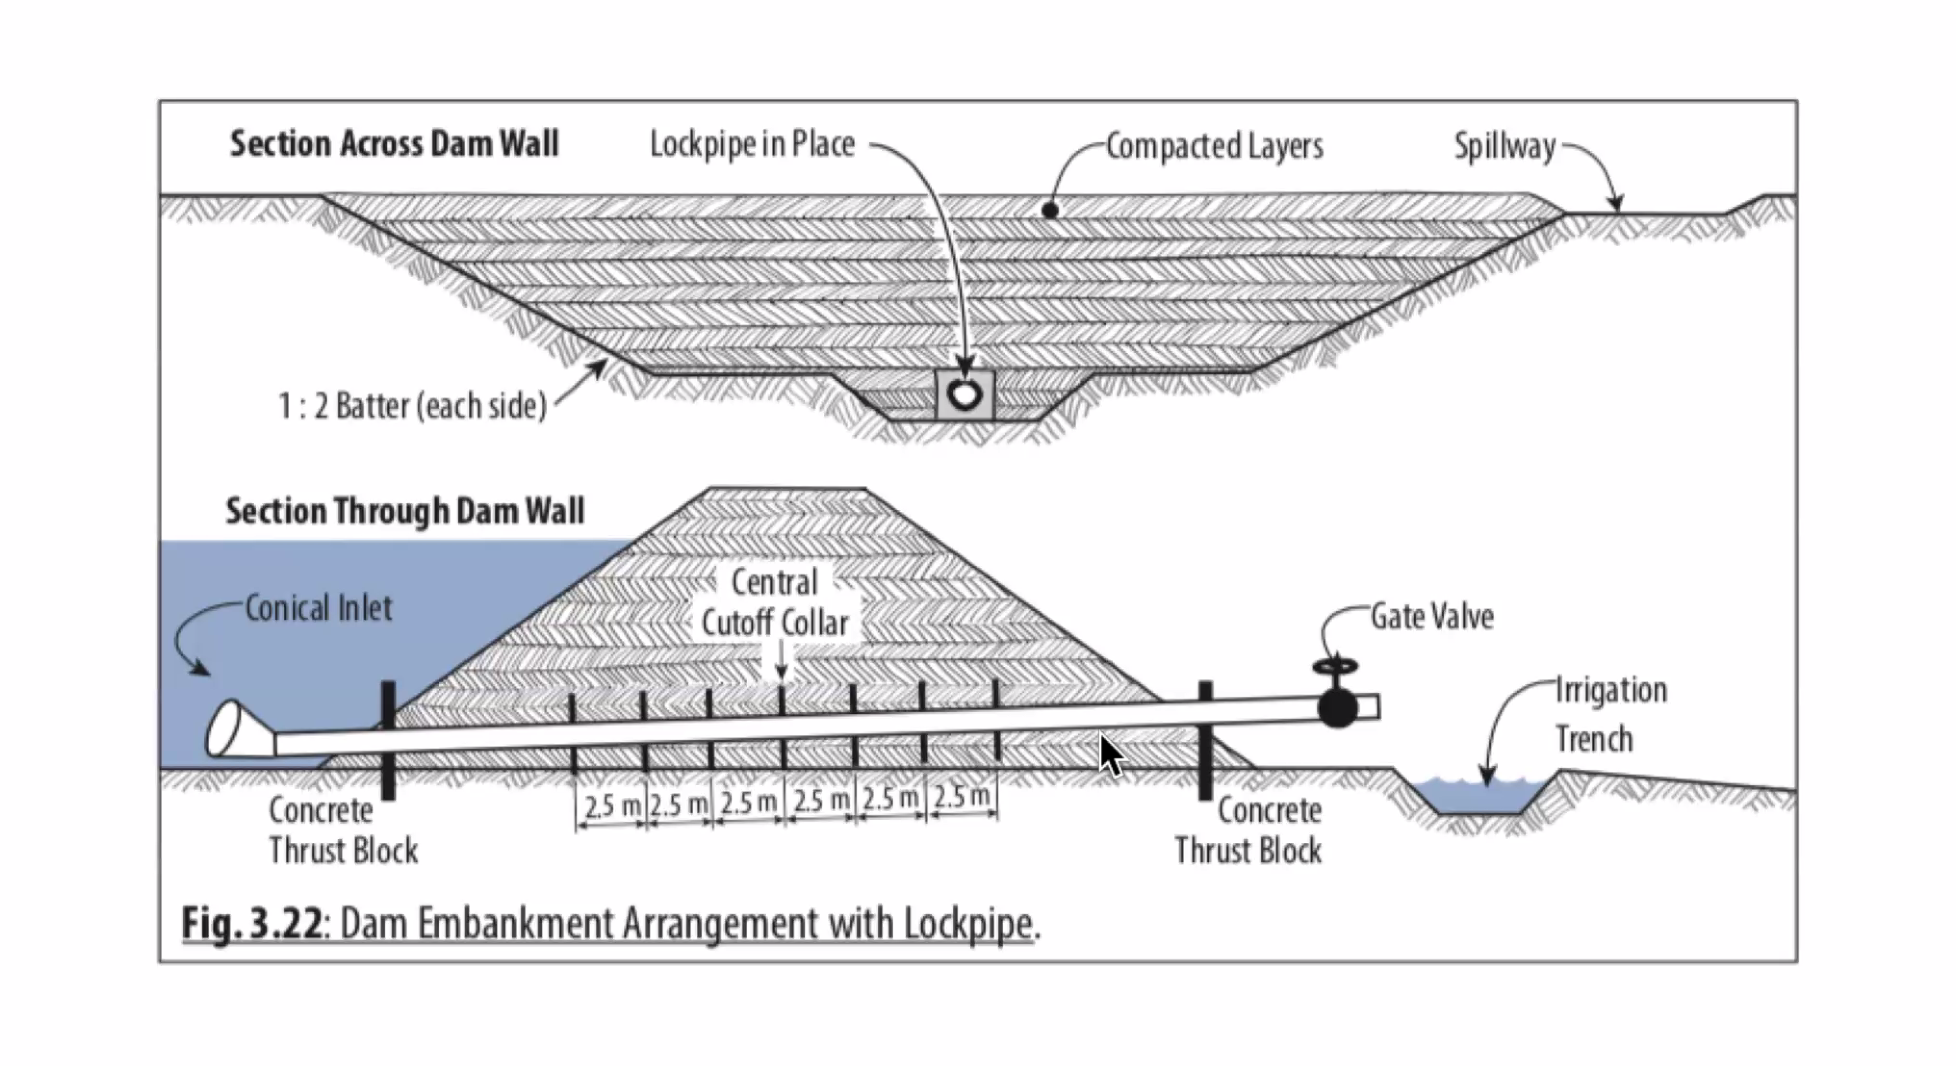 Section Across Dam Wall
Lockpipe in Place
Compacted Layers
Spillway
1 : 2 Batter (each side)
Section Through Dam Wall
Central
Cutoff Collar
Conical Inlet
Gate Valve
Irrigation
Trench
2.5 m
2.5 m
2.5 m
2.5 m
2.5 m
2.5 m
Concrete
Thrust Block
Concrete
Thrust Block
Fig. 3.22: Dam Embankment Arrangement with Lockpipe.